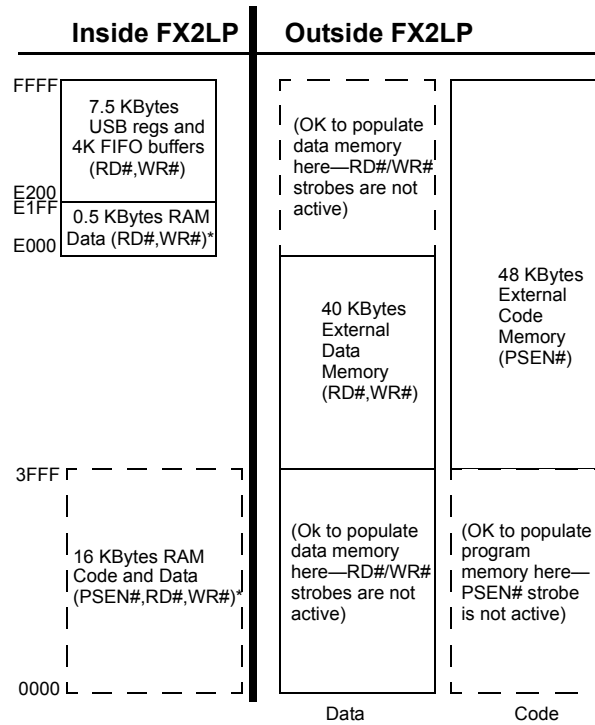 Inside FX2LP
Outside FX2LP
FFFF
7.5 KBytes
USB regs and
4K FIFO buffers
(RD#,WR#)
E200
E1FF
0.5 KBytes RAM
Data (RD#,WR#)*
E000
(OK to populate
data memory
here—RD#/WR#
strobes are not
active)
40 KBytes
External
Data
Memory
(RD#,WR#)
48 KBytes
External
Code
Memory
(PSEN#)
3FFF
16 KBytes RAM
Code and Data
(PSEN#,RD#,WR#)*
(Ok to populate
data memory
here—RD#/WR#
strobes are not
active)
(OK to populate
program
memory here—
PSEN# strobe
is not active)
0000
Data
Code